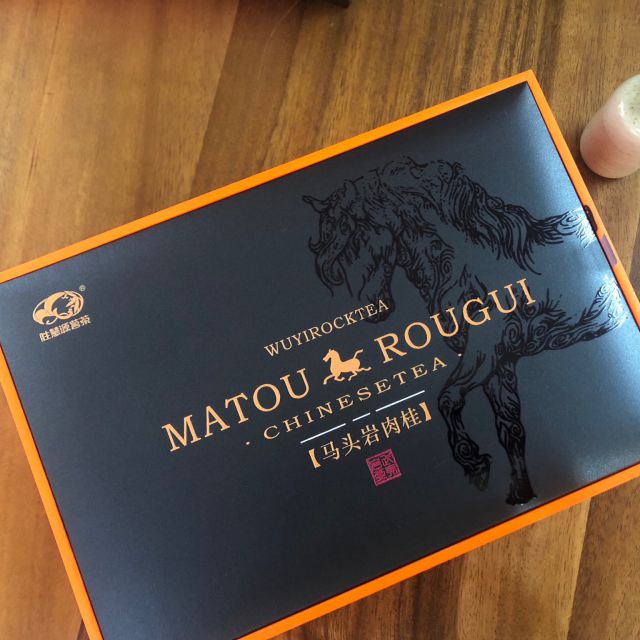 WUYIROCKTEA
MATOU ROUGUI
· CHINESETEA ·
【马头岩肉桂】